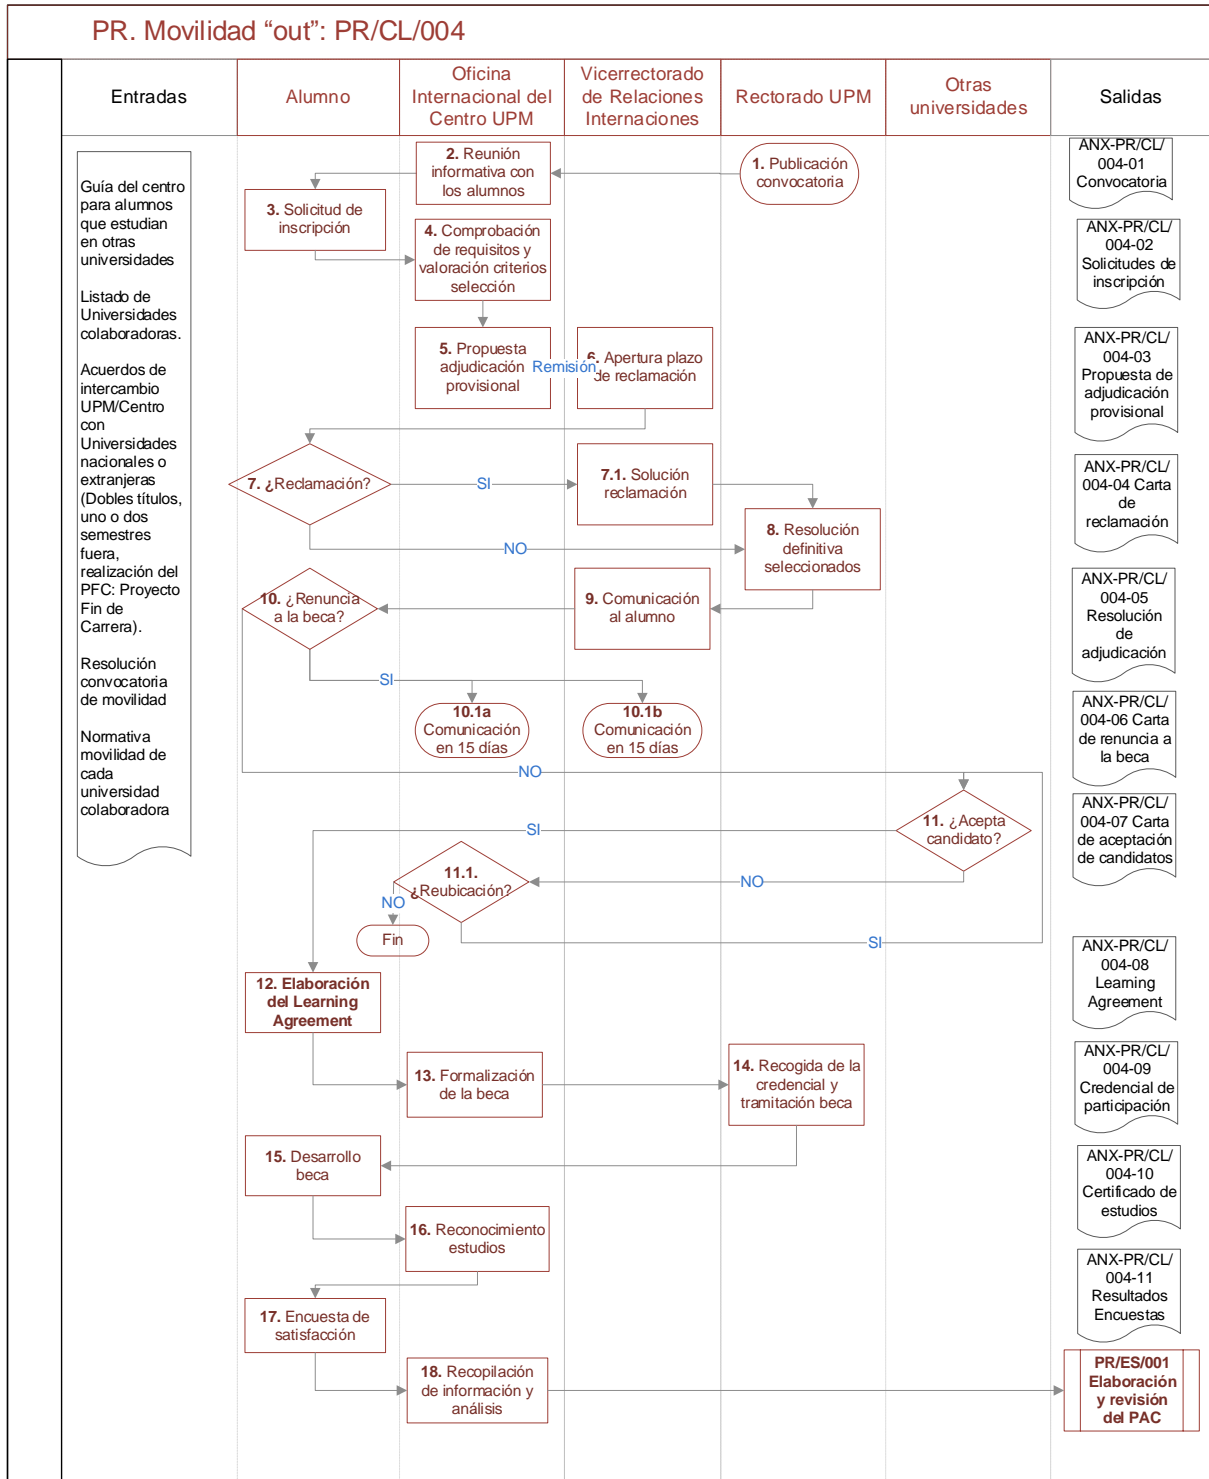 PR. Movilidad “out”: PR/CL/004
Entradas
Alumno
Oficina
Internacional del
Centro UPM
Vicerrectorado
de Relaciones
Internaciones
Rectorado UPM
Otras
universidades
Salidas
Guía del centro
para alumnos
que estudian
en otras
universidades
Listado de
Universidades
colaboradoras.
Acuerdos de
intercambio
UPM/Centro
con
Universidades
nacionales o
extranjeras
(Dobles títulos,
uno o dos
semestres
fuera,
realización del
PFC: Proyecto
Fin de
Carrera).
Resolución
convocatoria
de movilidad
Normativa
movilidad de
cada
universidad
colaboradora
1. Publicación
convocatoria
2. Reunión
informativa con
los alumnos
3. Solicitud de
inscripción
4. Comprobación
de requisitos y
valoración criterios
selección
5. Propuesta
adjudicación
provisional
Remisión
6. Apertura plazo
de reclamación
7. ¿Reclamación?
SI
7.1. Solución
reclamación
NO
8. Resolución
definitiva
seleccionados
9. Comunicación
al alumno
10. ¿Renuncia
a la beca?
SI
10.1a
Comunicación
en 15 días
10.1b
Comunicación
en 15 días
NO
11. ¿Acepta
candidato?
SI
NO
11.1.
¿Reubicación?
NO
Fin
SI
12. Elaboración
del Learning
Agreement
13. Formalización
de la beca
14. Recogida de la
credencial y
tramitación beca
15. Desarrollo
beca
16. Reconocimiento
estudios
17. Encuesta de
satisfacción
18. Recopilación
de información y
análisis
ANX-PR/CL/
004-01
Convocatoria
ANX-PR/CL/
004-02
Solicitudes de
inscripción
ANX-PR/CL/
004-03
Propuesta de
adjudicación
provisional
ANX-PR/CL/
004-04 Carta
de
reclamación
ANX-PR/CL/
004-05
Resolución
de
adjudicación
ANX-PR/CL/
004-06 Carta
de renuncia a
la beca
ANX-PR/CL/
004-07 Carta
de aceptación
de candidatos
ANX-PR/CL/
004-08
Learning
Agreement
ANX-PR/CL/
004-09
Credencial de
participación
ANX-PR/CL/
004-10
Certificado de
estudios
ANX-PR/CL/
004-11
Resultados
Encuestas
PR/ES/001
Elaboración
y revisión
del PAC